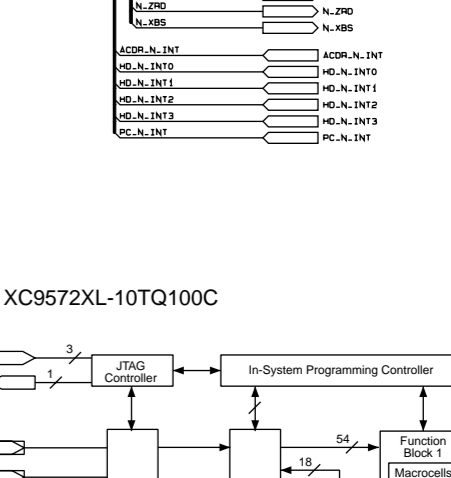 N_ZRD N_ZRD
N_XBS N_XBS
ACDR_N_INT ACDR_N_INT
HD_N_INT0 HD_N_INT0
HD_N_INT1 HD_N_INT1
HD_N_INT2 HD_N_INT2
HD_N_INT3 HD_N_INT3
PC_N_INT PC_N_INT
XC9572XL-10TQ100C
3
JTAG
Controller
In-System Programming Controller
1
54
Function
Block 1
18
Macrocells